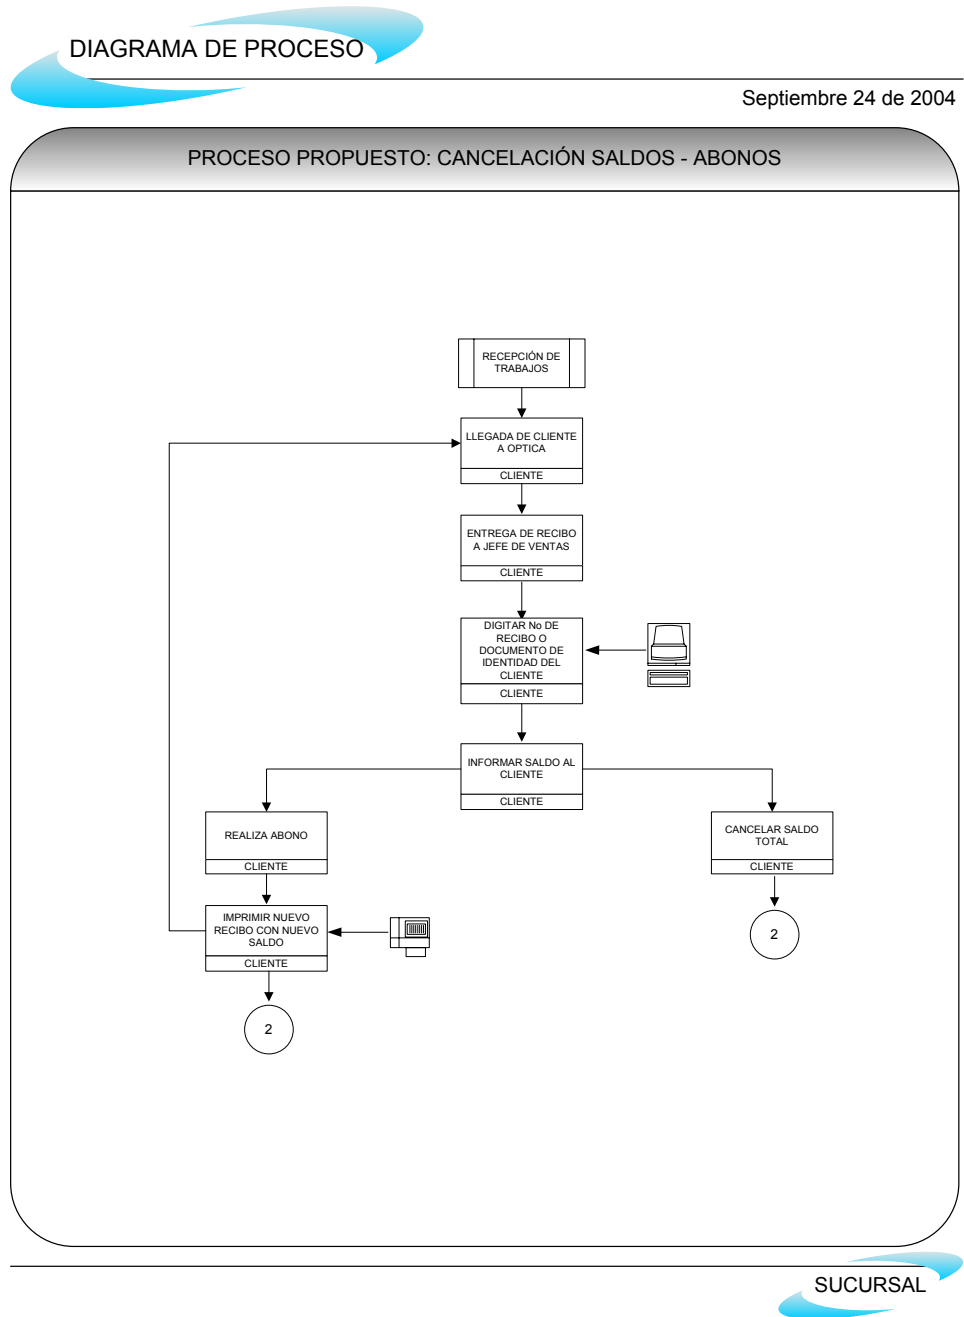 DIAGRAMA DE PROCESO
Septiembre 24 de 2004
PROCESO PROPUESTO: CANCELACIÓN SALDOS - ABONOS
RECEPCIÓN DE
TRABAJOS
LLEGADA DE CLIENTE
A OPTICA
CLIENTE
ENTREGA DE RECIBO
A JEFE DE VENTAS
CLIENTE
DIGITAR No DE
RECIBO O
DOCUMENTO DE
IDENTIDAD DEL
CLIENTE
CLIENTE
INFORMAR SALDO AL
CLIENTE
CLIENTE
REALIZA ABONO
CLIENTE
CANCELAR SALDO
TOTAL
CLIENTE
IMPRIMIR NUEVO
RECIBO CON NUEVO
SALDO
CLIENTE
2
2
SUCURSAL